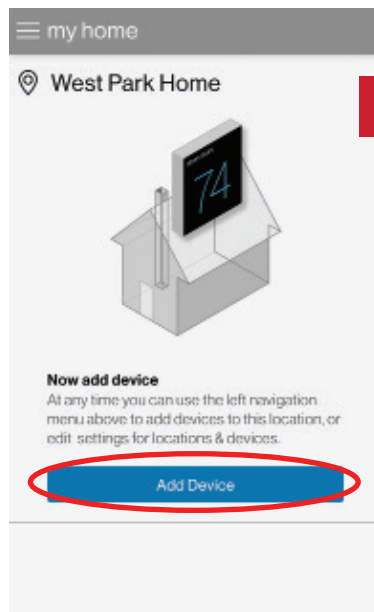 my home
West Park Home
74
Now add device
At any time you can use the left navigation
menu above to add devices to this location, or
edit settings for locations & devices.
Add Device